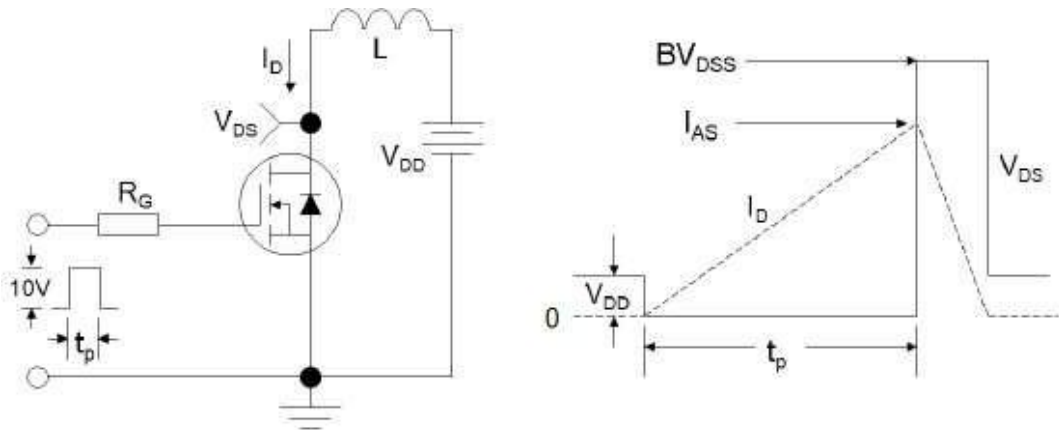 L
I_D
V_DS
V_DD
R_G
10V
t_p
BV_DSS
I_AS
V_DS
I_D
V_DD
0
t_p